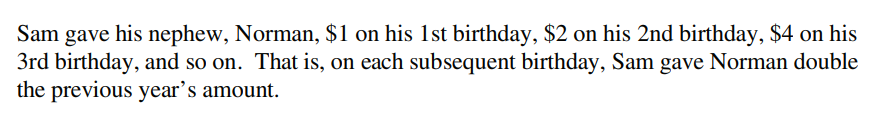 Sam gave his nephew, Norman, $1 on his 1st birthday, $2 on his 2nd birthday, $4 on his
3rd birthday, and so on.  That is, on each subsequent birthday, Sam gave Norman double
the previous year's amount.